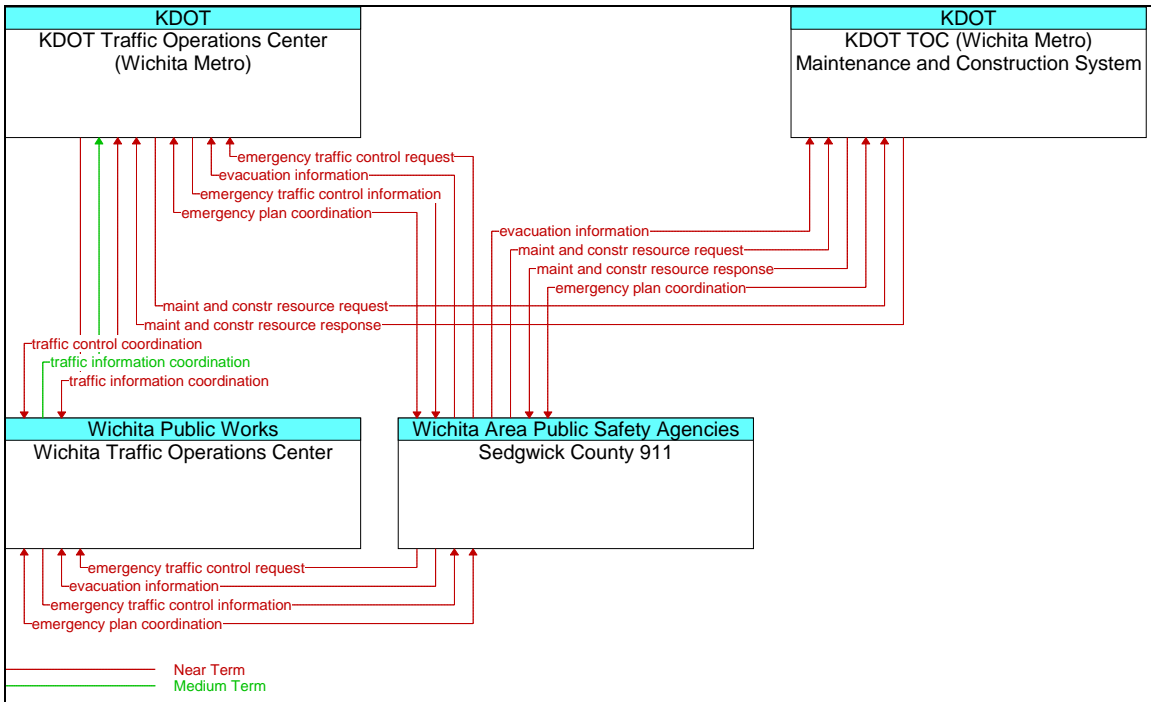 KDOT
KDOT Traffic Operations Center
(Wichita Metro)
KDOT
KDOT TOC (Wichita Metro)
Maintenance and Construction System
emergency traffic control request
evacuation information
emergency traffic control information
emergency plan coordination
evacuation information
maint and constr resource request
maint and constr resource response
emergency plan coordination
maint and constr resource request
maint and constr resource response
traffic control coordination
traffic information coordination
traffic information coordination
Wichita Public Works
Wichita Traffic Operations Center
Wichita Area Public Safety Agencies
Sedgwick County 911
emergency traffic control request
evacuation information
emergency traffic control information
emergency plan coordination
Near Term
Medium Term